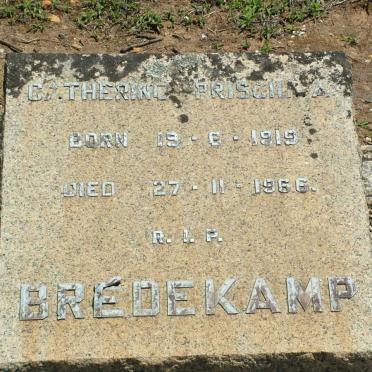 CATHERINE PRISCILLA
BORN 19 · 6 · 1919
DIED 27 · 11 · 1966.
R. I. P.
BREDEKAMP